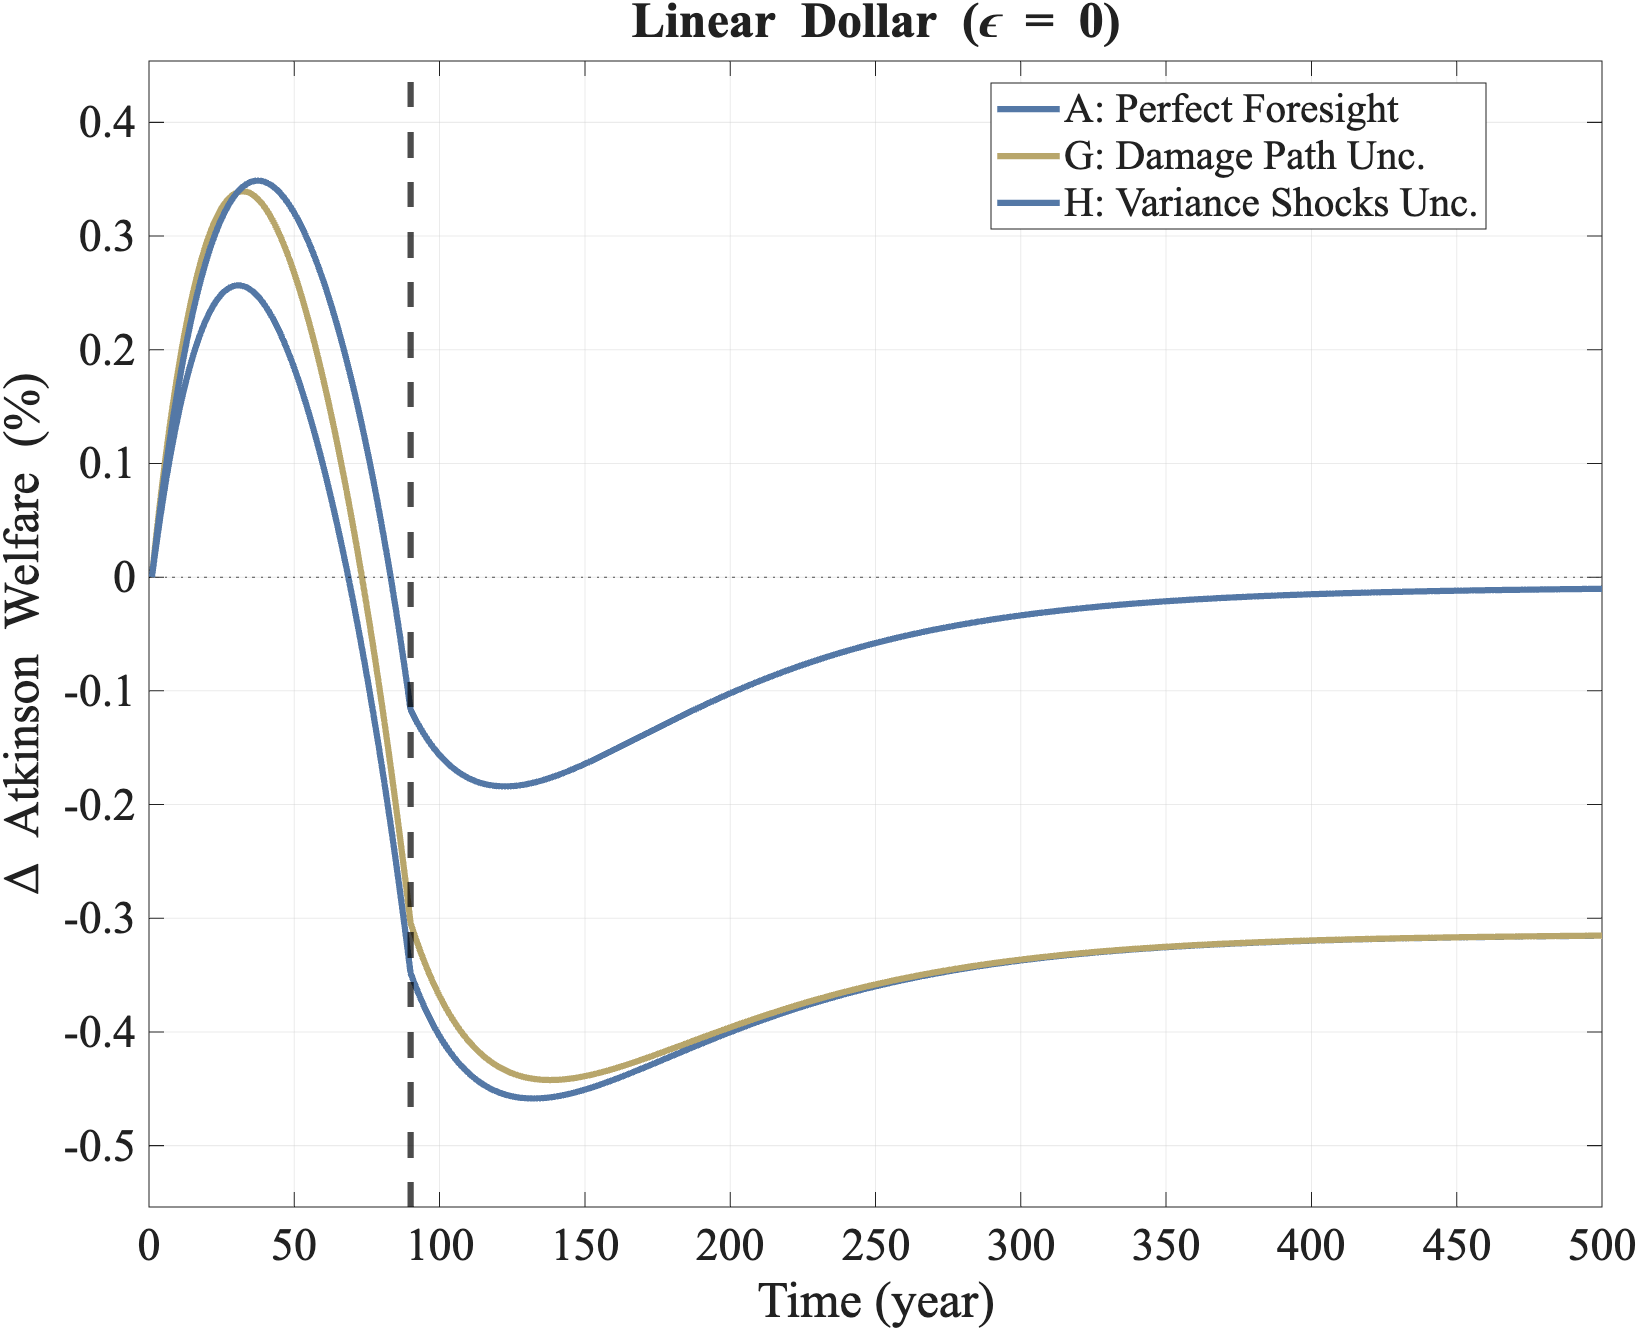 Linear Dollar (ϵ = 0)
A: Perfect Foresight
G: Damage Path Unc.
H: Variance Shocks Unc.
Δ Atkinson Welfare (%)
0.4
0.3
0.2
0.1
0
-0.1
-0.2
-0.3
-0.4
-0.5
0 50 100 150 200 250 300 350 400 450 500
Time (year)